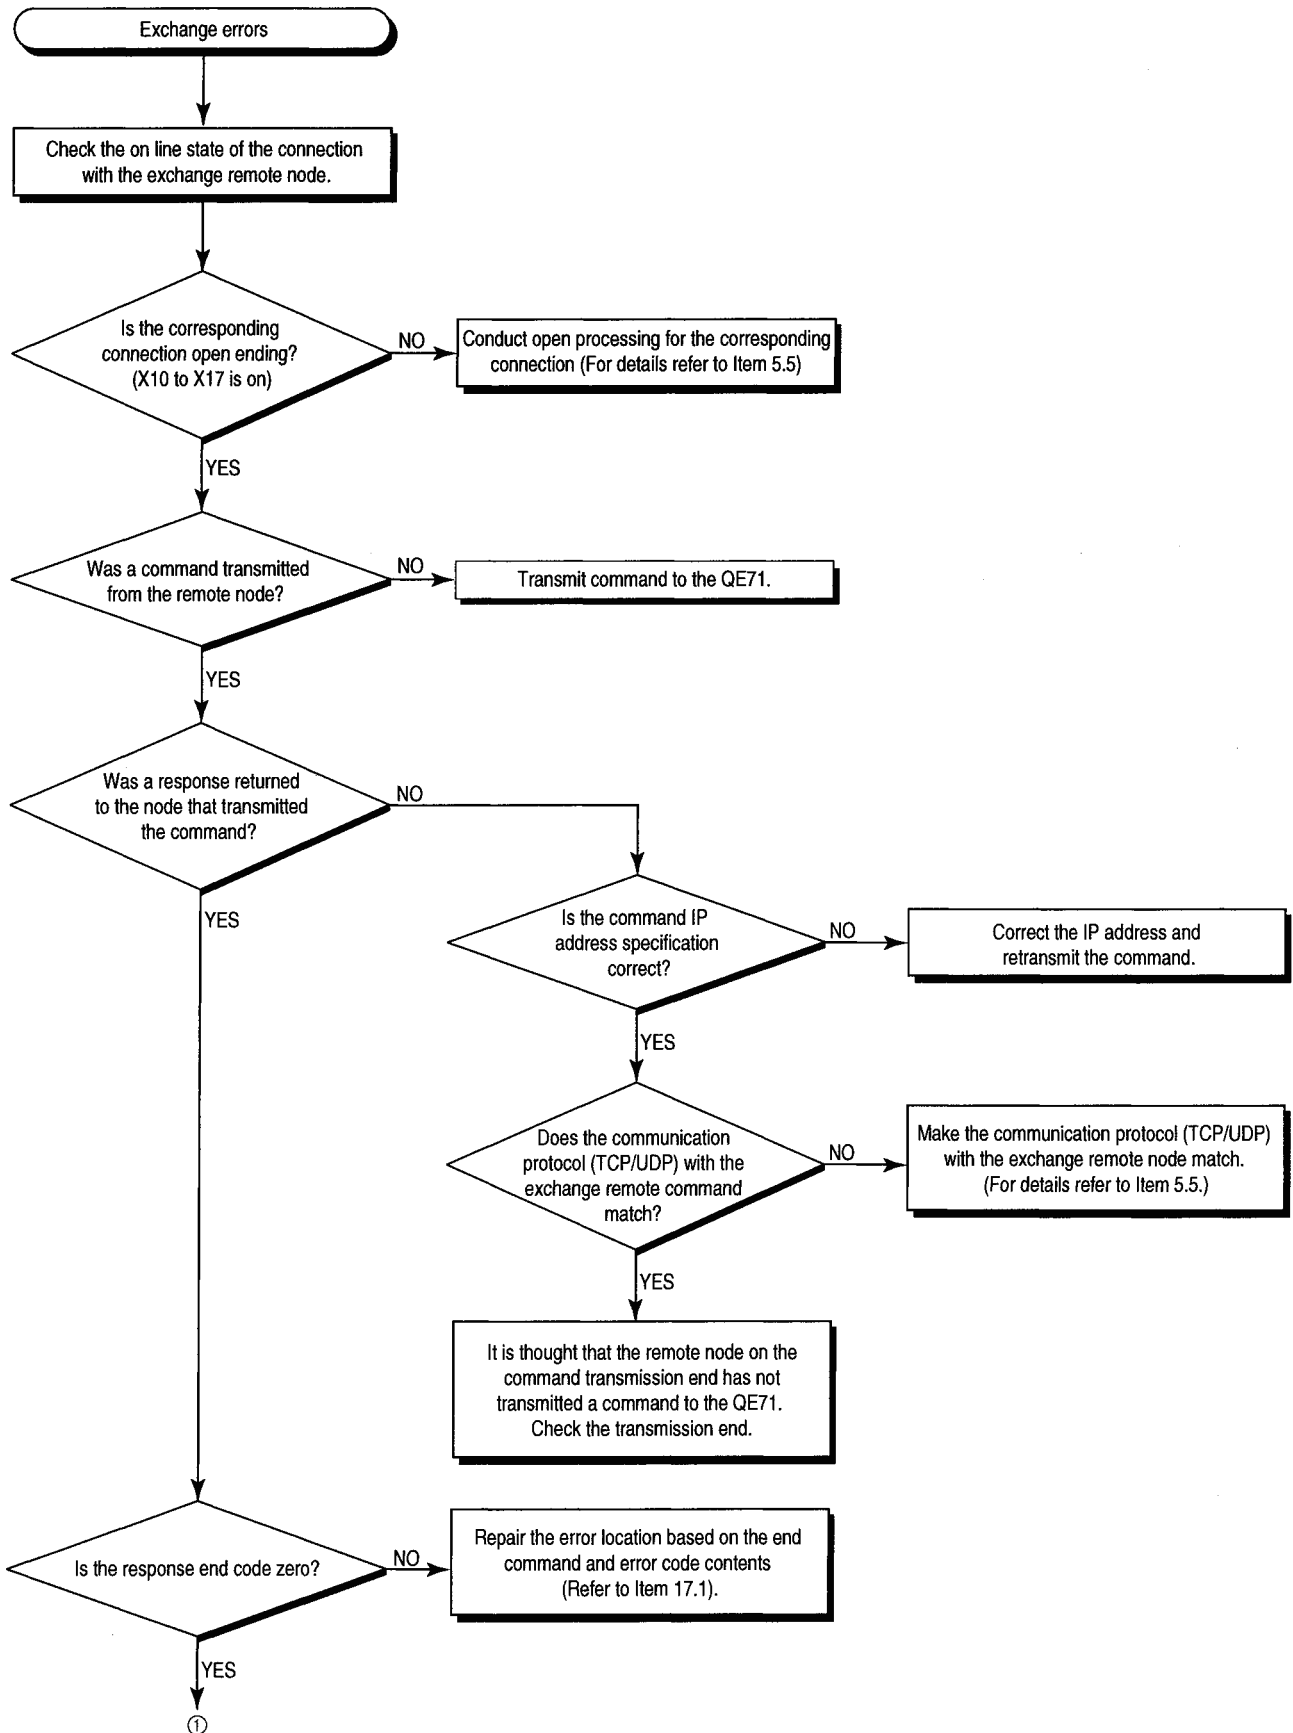 Exchange errors
Check the on line state of the connection
with the exchange remote node.
Is the corresponding
connection open ending?
(X10 to X17 is on)
NO
Conduct open processing for the corresponding
connection (For details refer to Item 5.5)
YES
Was a command transmitted
from the remote node?
NO
Transmit command to the QE71.
YES
Was a response returned
to the node that transmitted
the command?
NO
YES
Is the command IP
address specification
correct?
NO
Correct the IP address and
retransmit the command.
YES
Does the communication
protocol (TCP/UDP) with the
exchange remote command
match?
NO
Make the communication protocol (TCP/UDP)
with the exchange remote node match.
(For details refer to Item 5.5.)
YES
It is thought that the remote node on the
command transmission end has not
transmitted a command to the QE71.
Check the transmission end.
Is the response end code zero?
NO
Repair the error location based on the end
command and error code contents
(Refer to Item 17.1).
YES
①